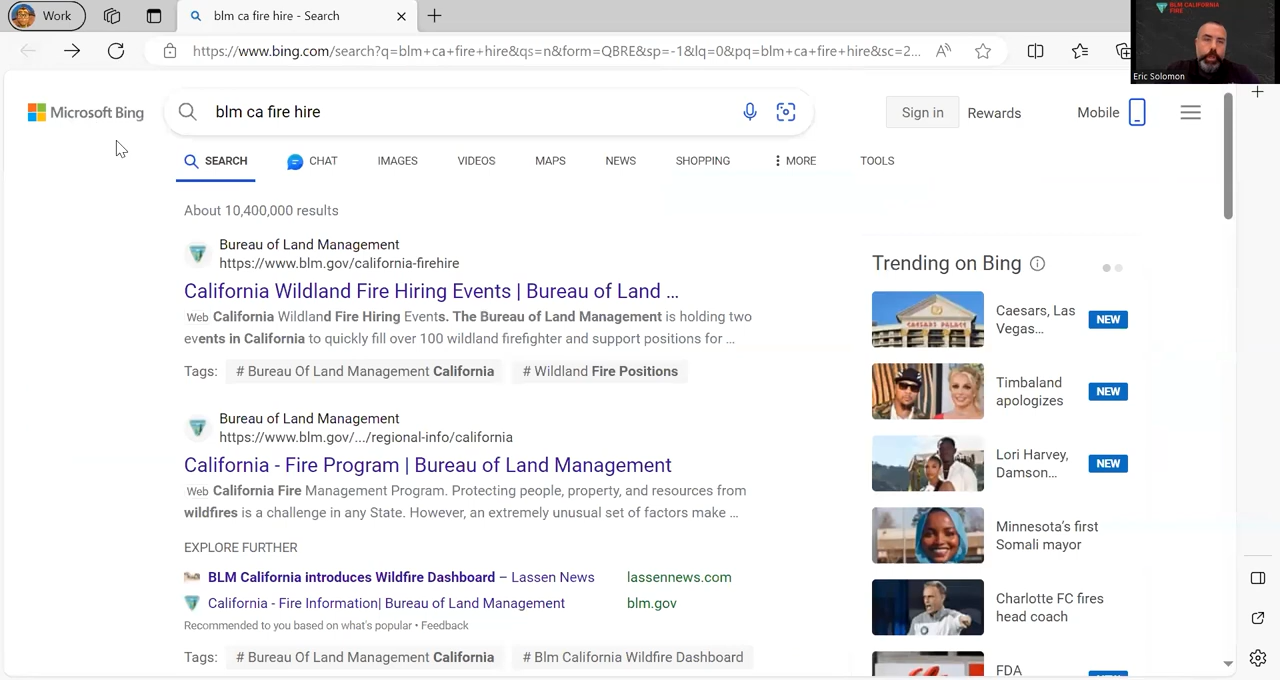 Work
blm ca fire hire - Search
https://www.bing.com/search?q=blm+ca+fire+hire&qs=n&form=QBRE&sp=-1&lq=0&pq=blm+ca+fire+hire&sc=2...
BLM CALIFORNIA
FIRE
Eric Solomon
Microsoft Bing
blm ca fire hire
Sign in
Rewards
Mobile
SEARCH
CHAT
IMAGES
VIDEOS
MAPS
NEWS
SHOPPING
MORE
TOOLS
About 10,400,000 results
Bureau of Land Management
https://www.blm.gov/california-firehire
California Wildland Fire Hiring Events | Bureau of Land ...
Web California Wildland Fire Hiring Events. The Bureau of Land Management is holding two
events in California to quickly fill over 100 wildland firefighter and support positions for ...
Tags: # Bureau Of Land Management California # Wildland Fire Positions
Bureau of Land Management
https://www.blm.gov/.../regional-info/california
California - Fire Program | Bureau of Land Management
Web California Fire Management Program. Protecting people, property, and resources from
wildfires is a challenge in any State. However, an extremely unusual set of factors make ...
EXPLORE FURTHER
BLM California introduces Wildfire Dashboard – Lassen News lassennews.com
California - Fire Information| Bureau of Land Management blm.gov
Recommended to you based on what's popular • Feedback
Tags: # Bureau Of Land Management California # Blm California Wildfire Dashboard
Trending on Bing
CAESARS PALACE
Caesars, Las
Vegas...
NEW
Timbaland
apologizes
NEW
Lori Harvey,
Damson...
NEW
Minnesota's first
Somali mayor
Charlotte FC fires
head coach
FDA